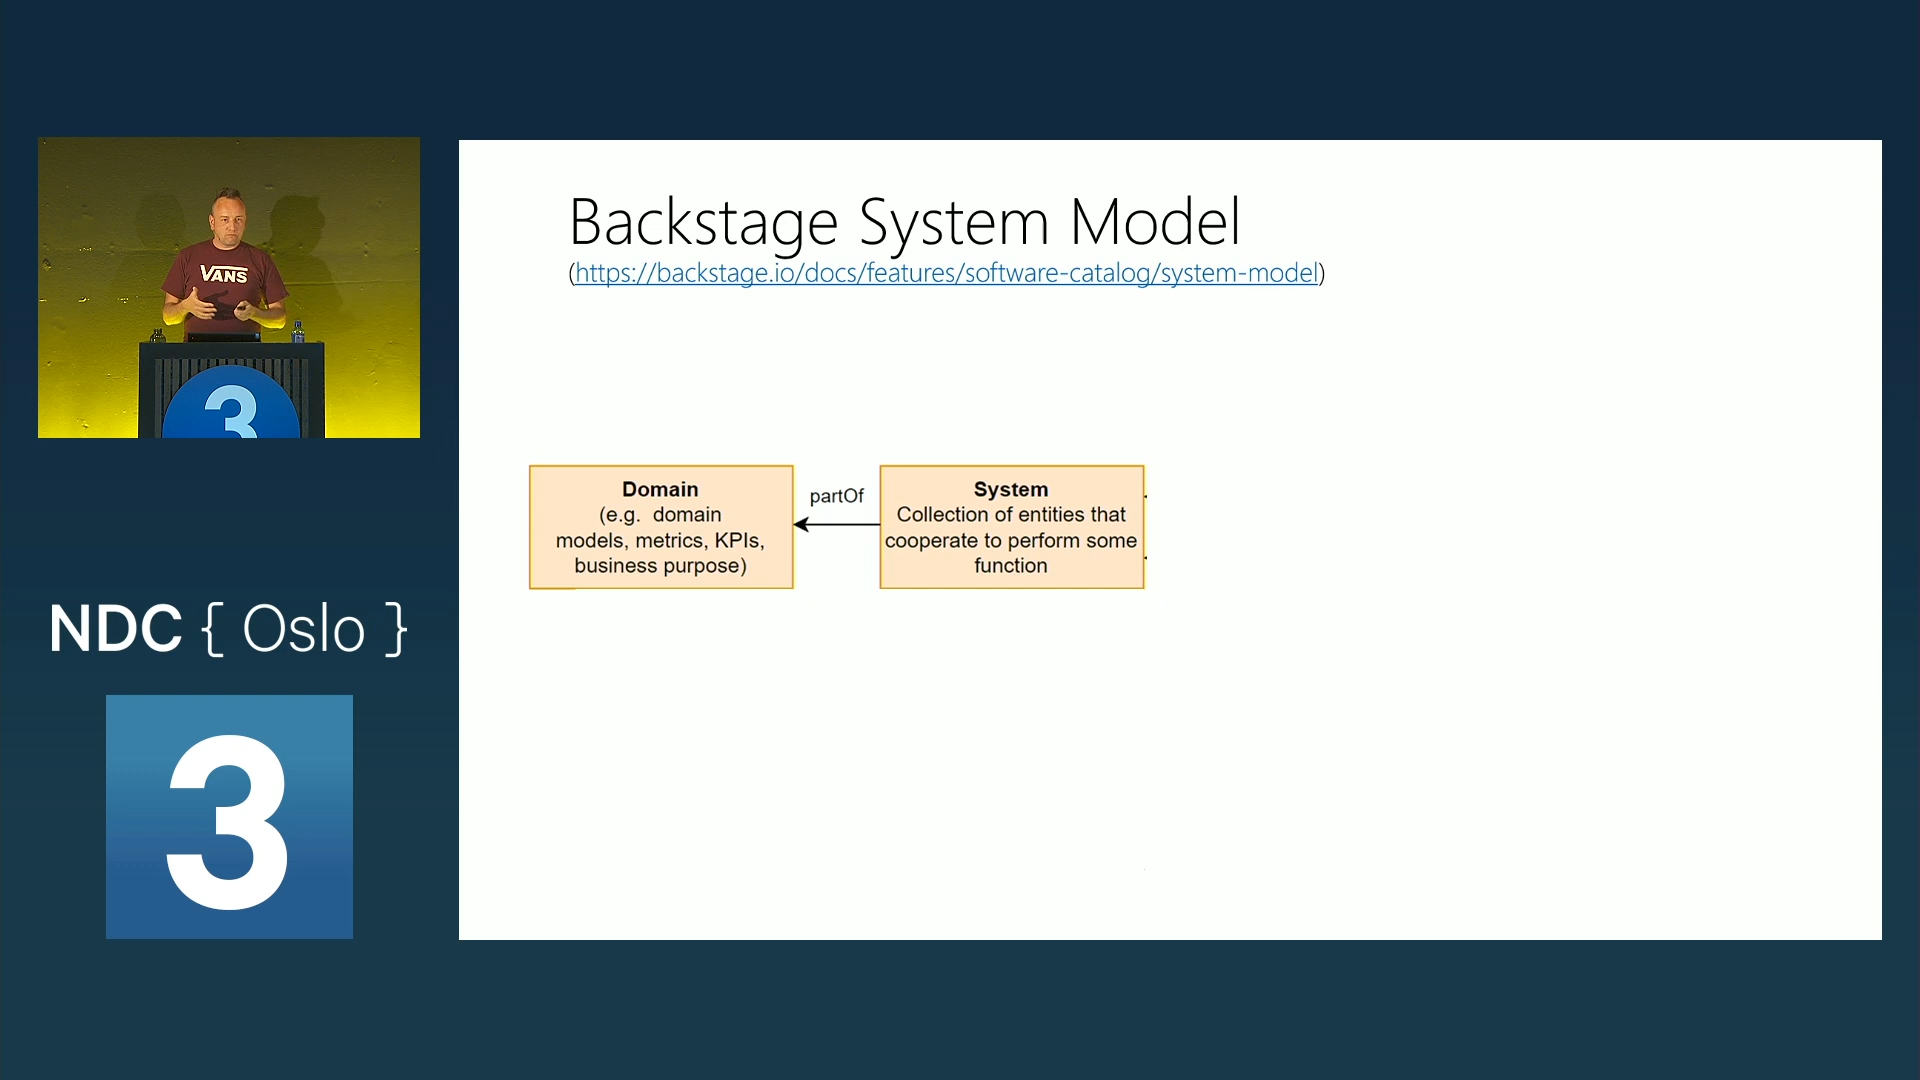 VANS
3
NDC { Oslo }
3
Backstage System Model
(https://backstage.io/docs/features/software-catalog/system-model)
Domain
(e.g. domain
models, metrics, KPIs,
business purpose)
partOf
System
Collection of entities that
cooperate to perform some
function